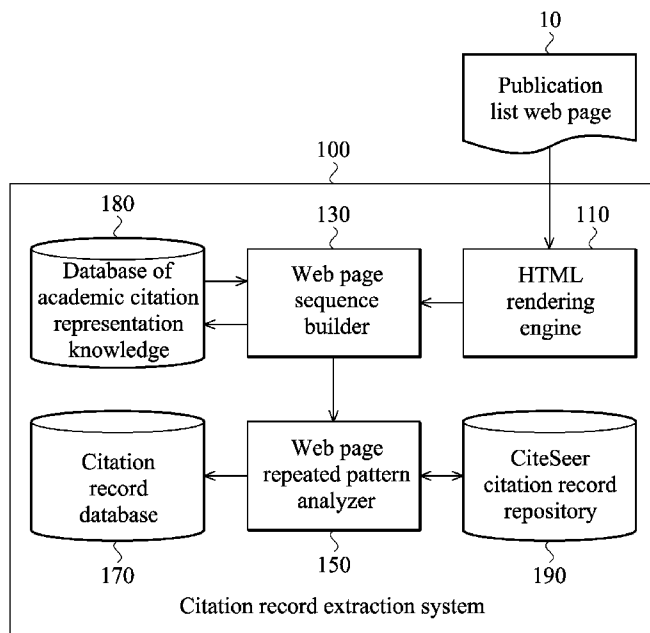 10
Publication
list web page
100
180
130
110
Database of
academic citation
representation
knowledge
Web page
sequence
builder
HTML
rendering
engine
Citation
record
database
Web page
repeated pattern
analyzer
CiteSeer
citation record
repository
170
150
190
Citation record extraction system